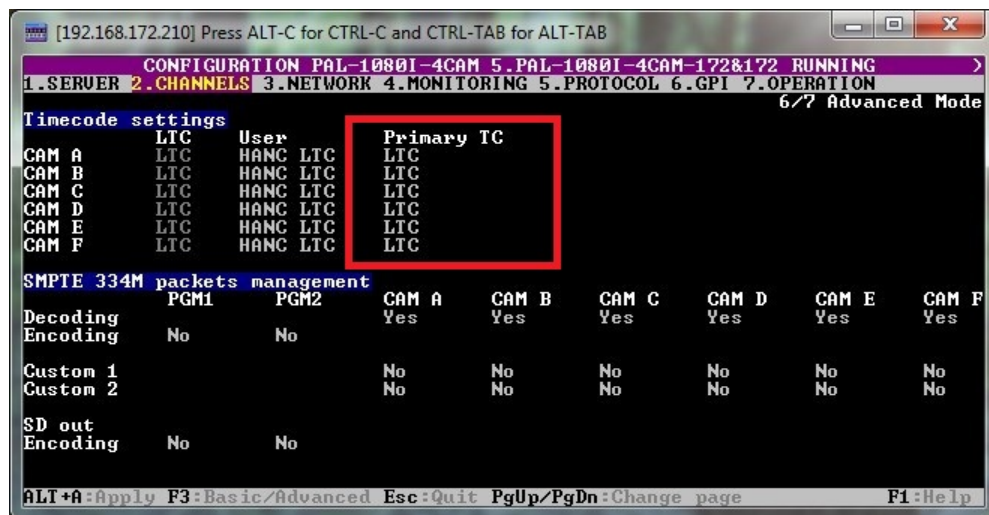 [192.168.172.210] Press ALT-C for CTRL-C and CTRL-TAB for ALT-TAB
CONFIGURATION PAL-1080I-4CAM 5.PAL-1080I-4CAM-172&172 RUNNING >
1.SERVER 2.CHANNELS 3.NETWORK 4.MONITORING 5.PROTOCOL 6.GPI 7.OPERATION
6/7 Advanced Mode
Timecode settings
LTC User Primary TC
CAM A LTC HANC LTC LTC
CAM B LTC HANC LTC LTC
CAM C LTC HANC LTC LTC
CAM D LTC HANC LTC LTC
CAM E LTC HANC LTC LTC
CAM F LTC HANC LTC LTC
SMPTE 334M packets management
PGM1 PGM2 CAM A CAM B CAM C CAM D CAM E CAM F
Decoding Yes Yes Yes Yes Yes Yes
Encoding No No
Custom 1 No No No No No No
Custom 2 No No No No No No
SD out
Encoding No No
ALT+A:Apply F3:Basic/Advanced Esc:Quit PgUp/PgDn:Change page F1:Help